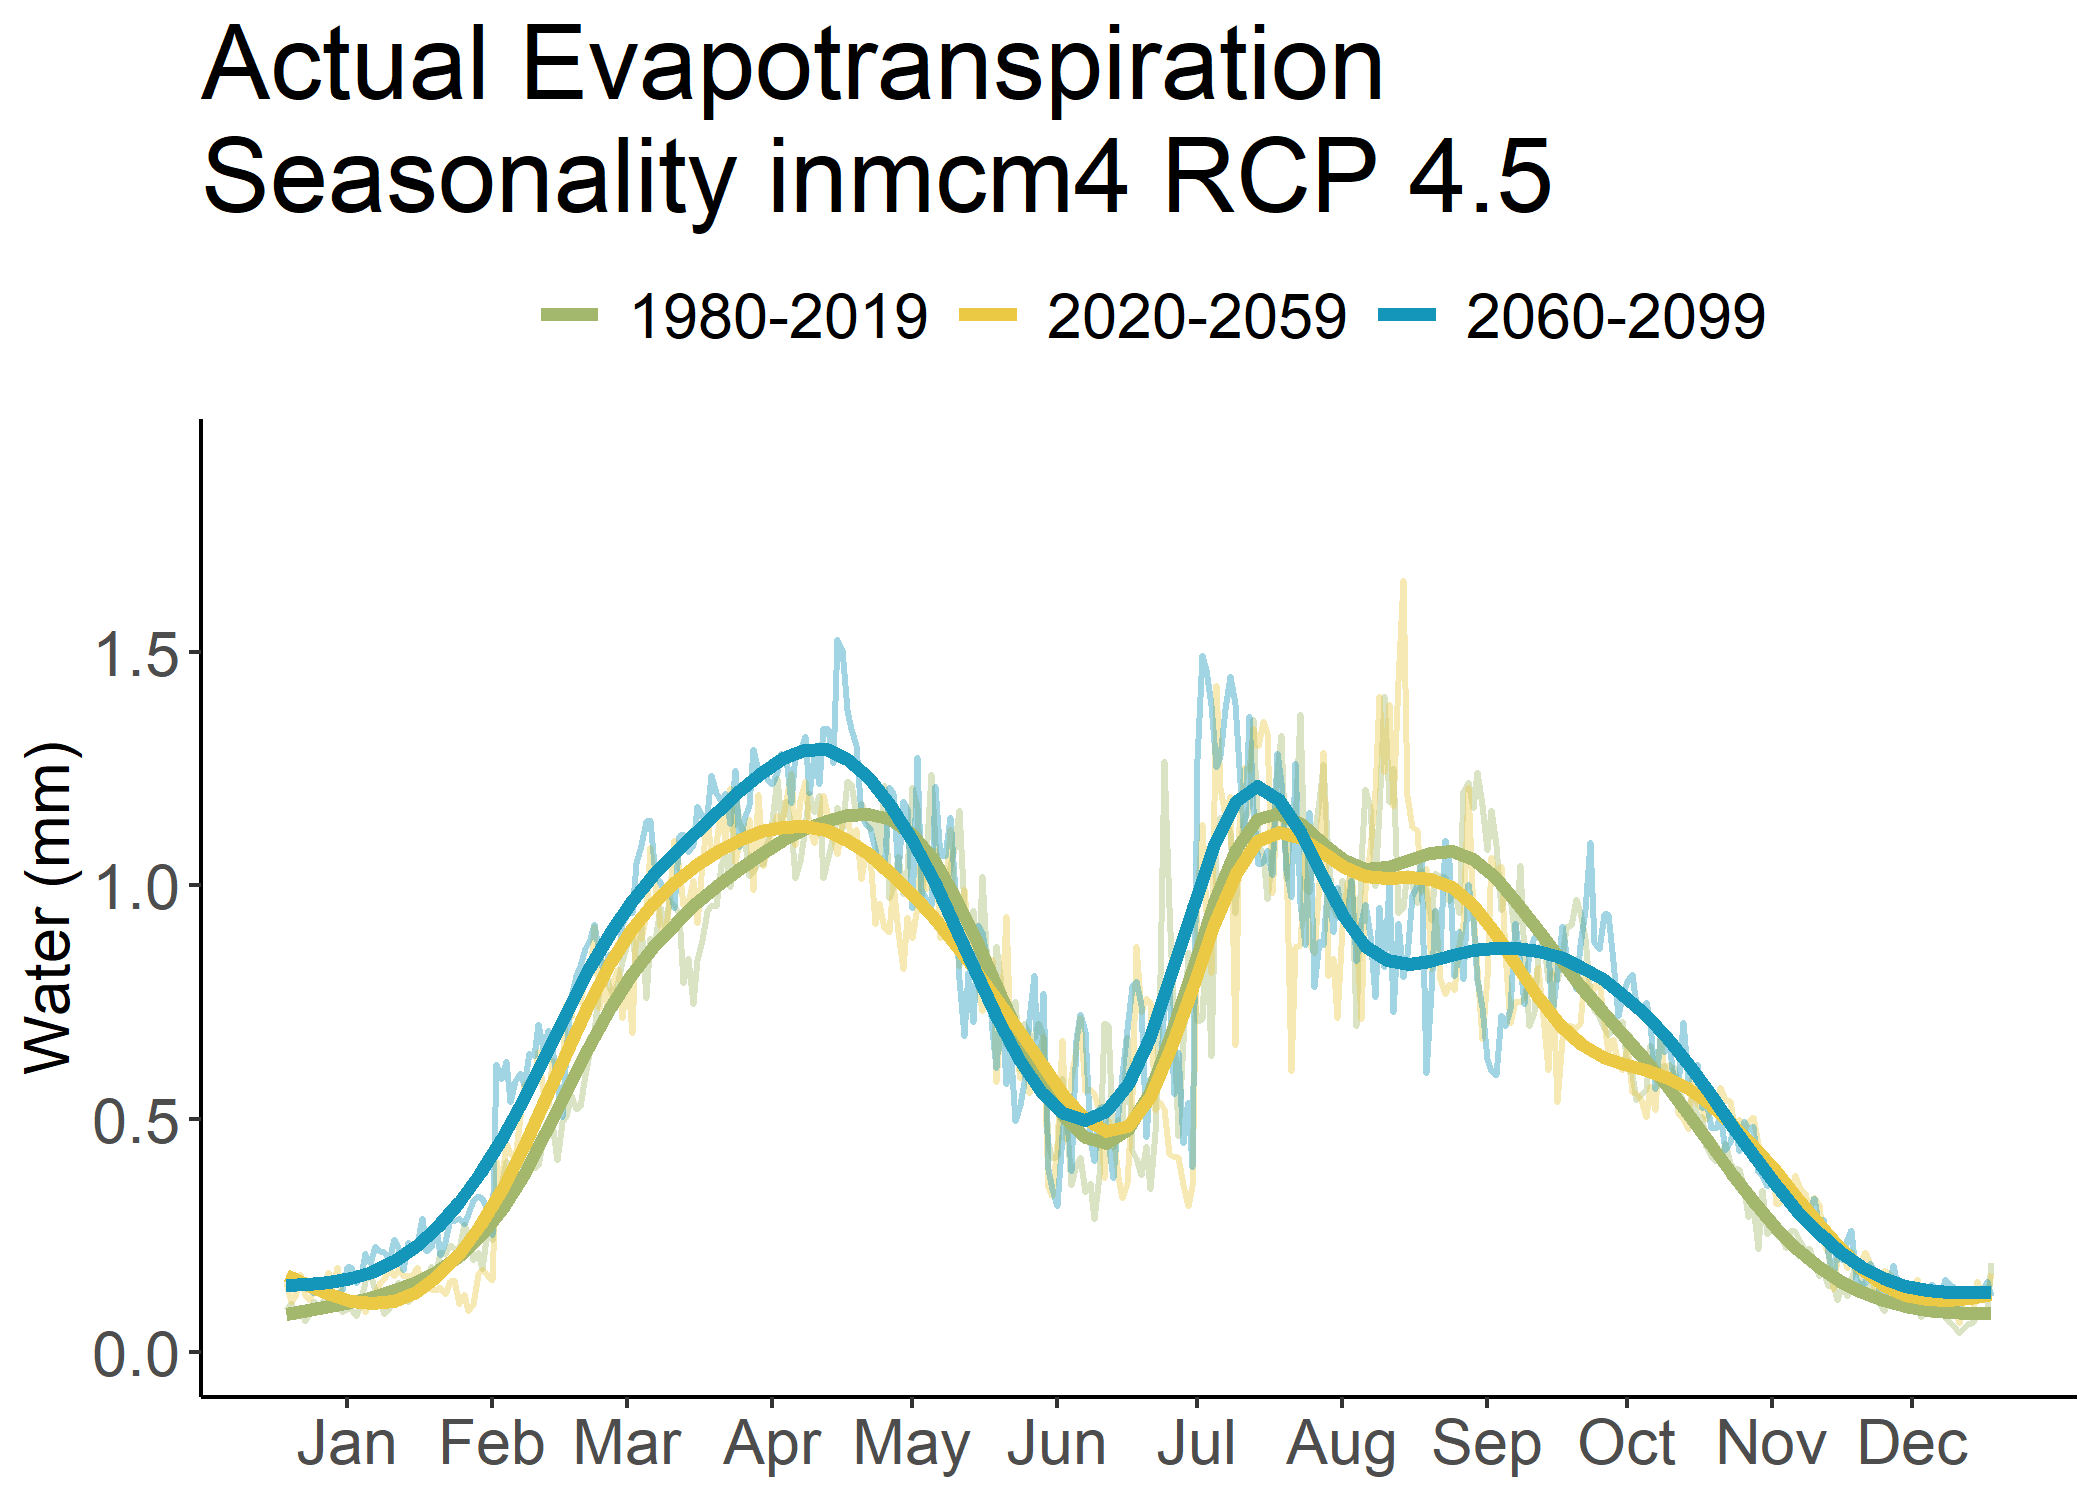 Actual Evapotranspiration
Seasonality inmcm4 RCP 4.5
1980-2019 2020-2059 2060-2099
Water (mm)
1.5
1.0
0.5
0.0
Jan Feb Mar Apr May Jun Jul Aug Sep Oct Nov Dec